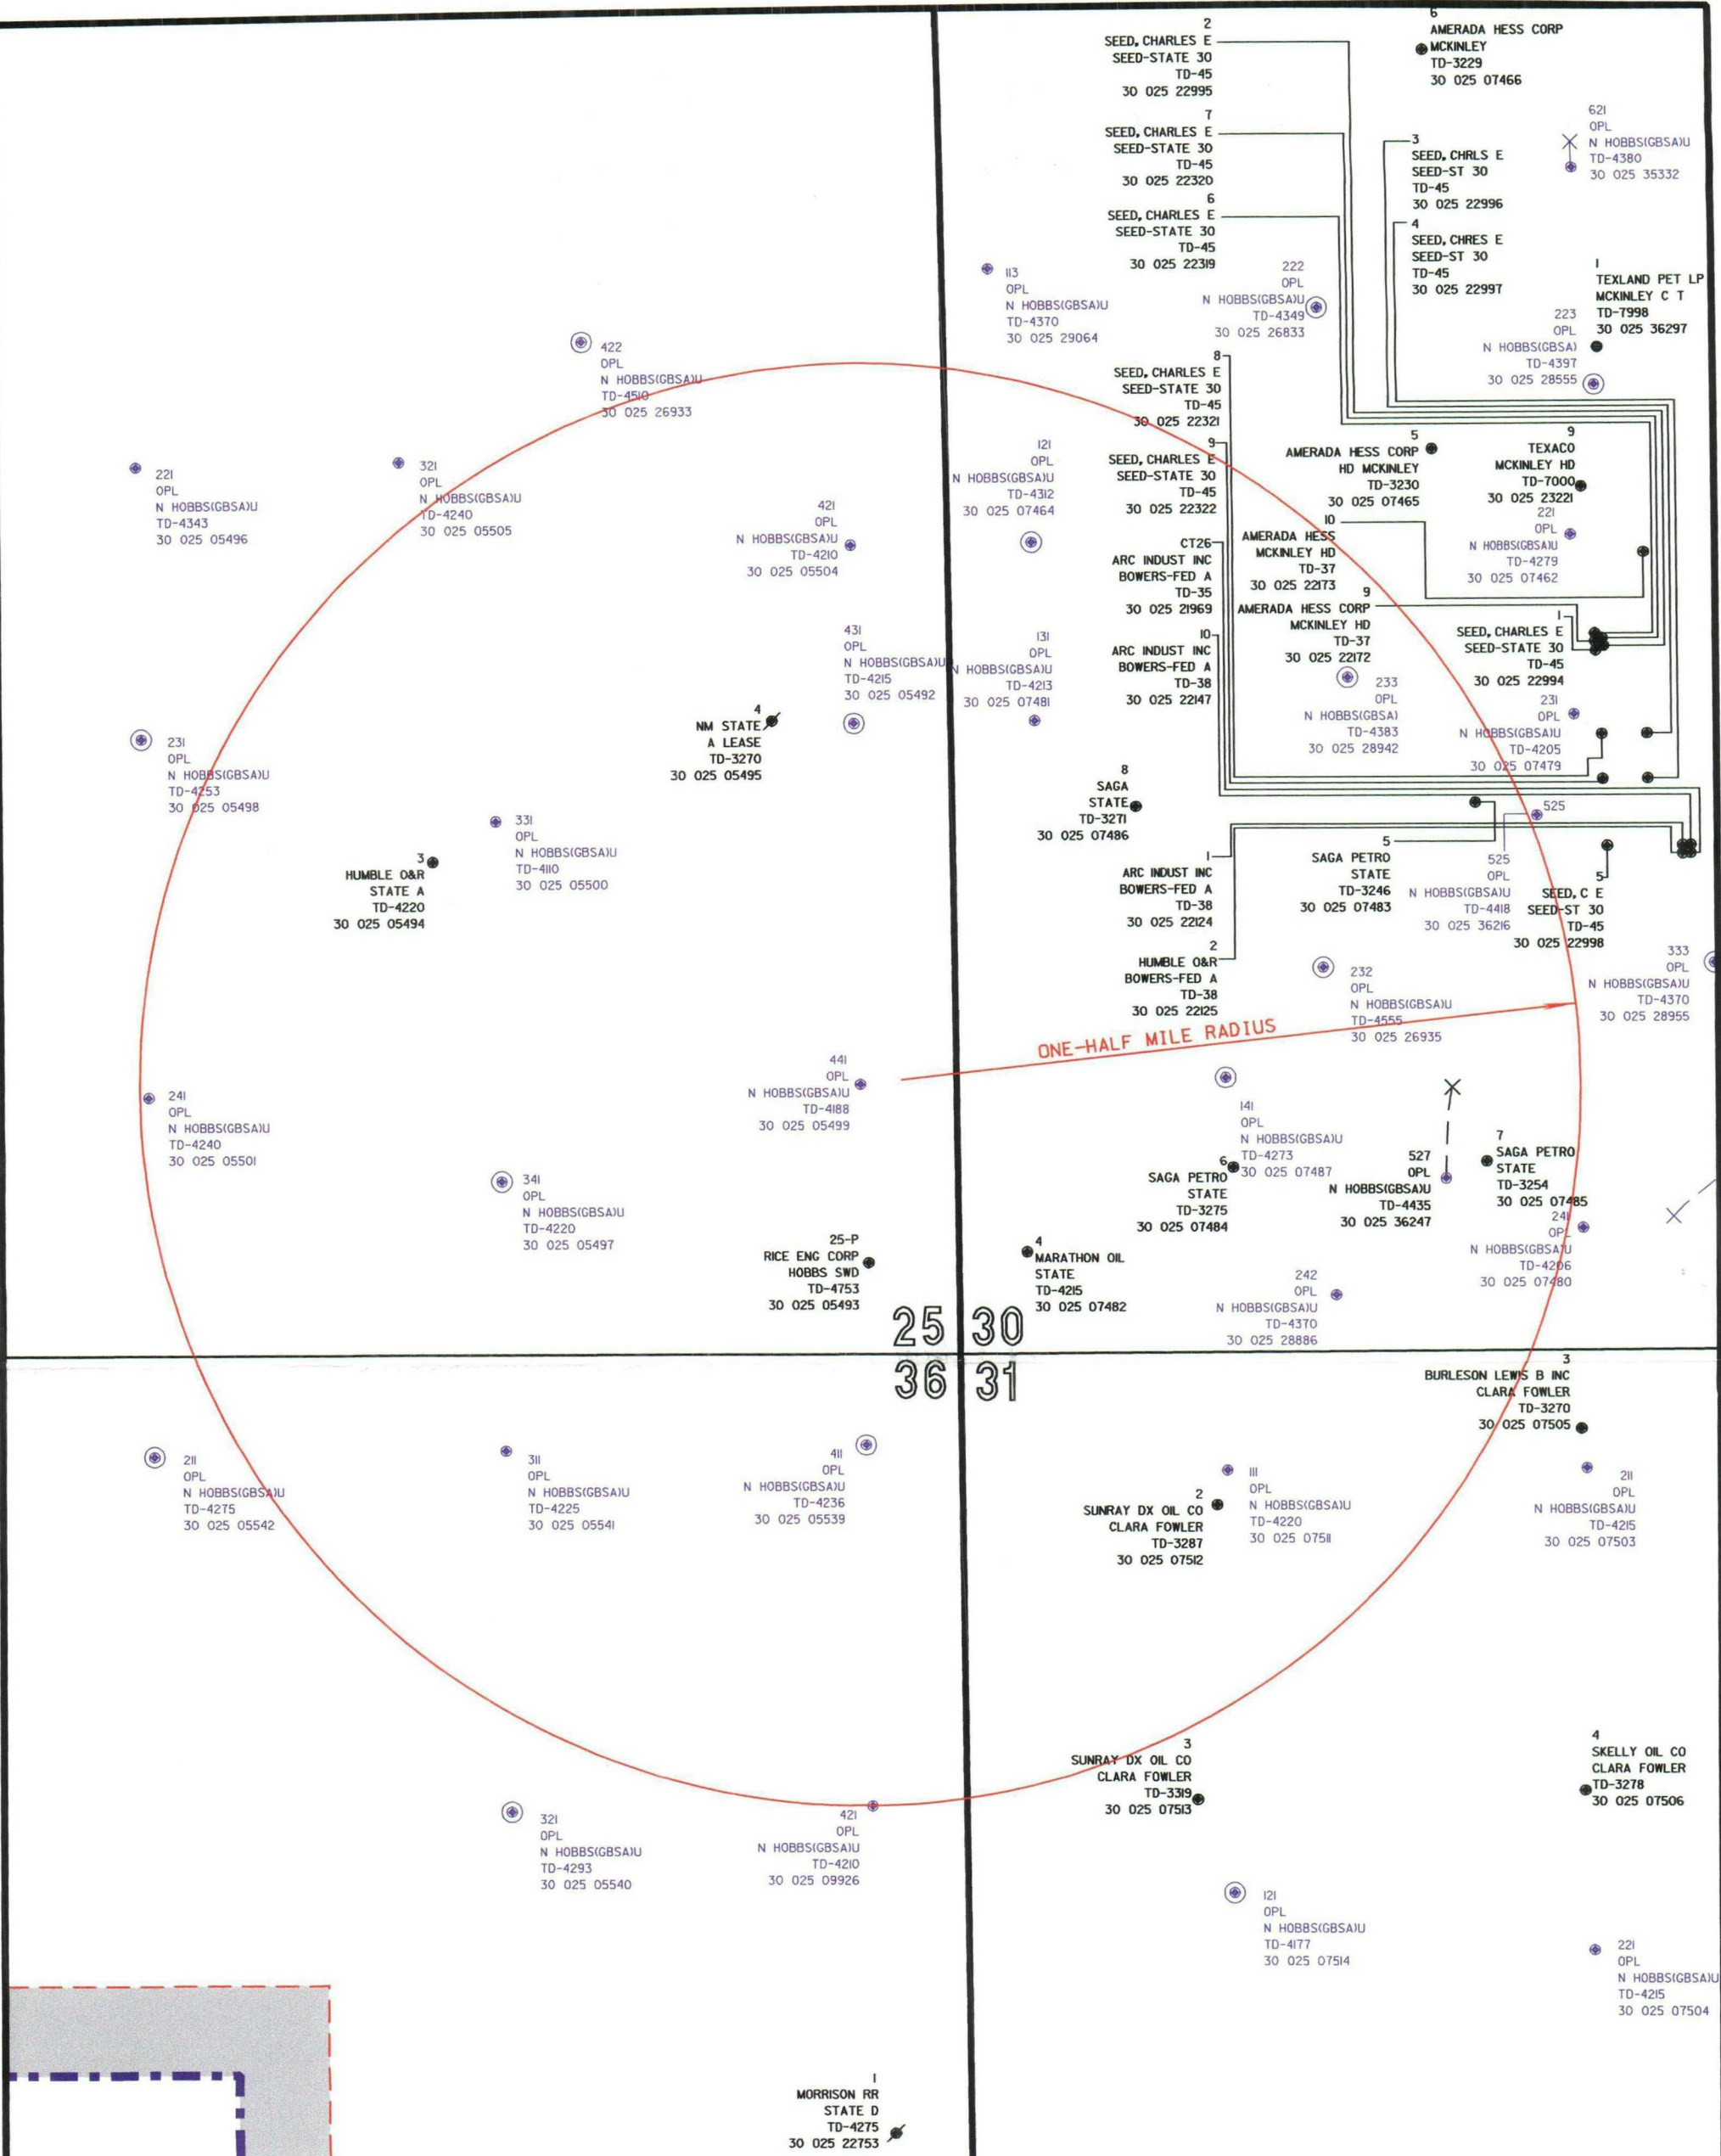 2
SEED, CHARLES E
SEED-STATE 30
TD-45
30 025 22995
6
AMERADA HESS CORP
MCKINLEY
TD-3229
30 025 07466
7
SEED, CHARLES E
SEED-STATE 30
TD-45
30 025 22320
621
OPL
N HOBBS(GBSA)U
TD-4380
30 025 35332
3
SEED, CHRLS E
SEED-ST 30
TD-45
30 025 22996
6
SEED, CHARLES E
SEED-STATE 30
TD-45
30 025 22319
4
SEED, CHRES E
SEED-ST 30
TD-45
30 025 22997
113
OPL
N HOBBS(GBSA)U
TD-4370
30 025 29064
222
OPL
N HOBBS(GBSA)U
TD-4349
30 025 26833
1
TEXLAND PET LP
MCKINLEY C T
TD-7998
30 025 36297
223
OPL
N HOBBS(GBSA)
TD-4397
30 025 28555
422
OPL
N HOBBS(GBSA)U
TD-4510
30 025 26933
8
SEED, CHARLES E
SEED-STATE 30
TD-45
30 025 22321
221
OPL
N HOBBS(GBSA)U
TD-4343
30 025 05496
321
OPL
N HOBBS(GBSA)U
TD-4240
30 025 05505
421
OPL
N HOBBS(GBSA)U
TD-4210
30 025 05504
121
OPL
N HOBBS(GBSA)U
TD-4312
30 025 07464
9
SEED, CHARLES E
SEED-STATE 30
TD-45
30 025 22322
5
AMERADA HESS CORP
HD MCKINLEY
TD-3230
30 025 07465
9
TEXACO
MCKINLEY HD
TD-7000
30 025 23221
221
OPL
N HOBBS(GBSA)U
TD-4279
30 025 07462
10
AMERADA HESS
MCKINLEY HD
TD-37
30 025 22173
CT26
ARC INDUST INC
BOWERS-FED A
TD-35
30 025 21969
9
AMERADA HESS CORP
MCKINLEY HD
TD-37
30 025 22172
1
SEED, CHARLES E
SEED-STATE 30
TD-45
30 025 22994
431
OPL
N HOBBS(GBSA)U
TD-4215
30 025 05492
131
OPL
N HOBBS(GBSA)U
TD-4213
30 025 07481
10
ARC INDUST INC
BOWERS-FED A
TD-38
30 025 22147
233
OPL
N HOBBS(GBSA)
TD-4383
30 025 28942
231
OPL
N HOBBS(GBSA)U
TD-4205
30 025 07479
4
NM STATE
A LEASE
TD-3270
30 025 05495
231
OPL
N HOBBS(GBSA)U
TD-4253
30 025 05498
8
SAGA
STATE
TD-3271
30 025 07486
331
OPL
N HOBBS(GBSA)U
TD-4110
30 025 05500
3
HUMBLE O&R
STATE A
TD-4220
30 025 05494
525
1
ARC INDUST INC
BOWERS-FED A
TD-38
30 025 22124
5
SAGA PETRO
STATE
TD-3246
30 025 07483
525
OPL
N HOBBS(GBSA)U
TD-4418
30 025 36216
5
SEED, C E
SEED-ST 30
TD-45
30 025 22998
2
HUMBLE O&R
BOWERS-FED A
TD-38
30 025 22125
232
OPL
N HOBBS(GBSA)U
TD-4555
30 025 26935
333
OPL
N HOBBS(GBSA)U
TD-4370
30 025 28955
ONE-HALF MILE RADIUS
441
OPL
N HOBBS(GBSA)U
TD-4188
30 025 05499
241
OPL
N HOBBS(GBSA)U
TD-4240
30 025 05501
141
OPL
N HOBBS(GBSA)U
TD-4273
30 025 07487
6
SAGA PETRO
STATE
TD-3275
30 025 07484
527
OPL
N HOBBS(GBSA)U
TD-4435
30 025 36247
7
SAGA PETRO
STATE
TD-3254
30 025 07485
341
OPL
N HOBBS(GBSA)U
TD-4220
30 025 05497
241
OPL
N HOBBS(GBSA)U
TD-4206
30 025 07480
25-P
RICE ENG CORP
HOBBS SWD
TD-4753
30 025 05493
4
MARATHON OIL
STATE
TD-4215
30 025 07482
242
OPL
N HOBBS(GBSA)U
TD-4370
30 025 28886
25 30
36 31
3
BURLESON LEWIS B INC
CLARA FOWLER
TD-3270
30 025 07505
211
OPL
N HOBBS(GBSA)U
TD-4275
30 025 05542
311
OPL
N HOBBS(GBSA)U
TD-4225
30 025 05541
411
OPL
N HOBBS(GBSA)U
TD-4236
30 025 05539
111
OPL
N HOBBS(GBSA)U
TD-4220
30 025 07511
2
SUNRAY DX OIL CO
CLARA FOWLER
TD-3287
30 025 07512
211
OPL
N HOBBS(GBSA)U
TD-4215
30 025 07503
3
SUNRAY DX OIL CO
CLARA FOWLER
TD-3319
30 025 07513
4
SKELLY OIL CO
CLARA FOWLER
TD-3278
30 025 07506
321
OPL
N HOBBS(GBSA)U
TD-4293
30 025 05540
421
OPL
N HOBBS(GBSA)U
TD-4210
30 025 09926
121
OPL
N HOBBS(GBSA)U
TD-4177
30 025 07514
221
OPL
N HOBBS(GBSA)U
TD-4215
30 025 07504
1
MORRISON RR
STATE D
TD-4275
30 025 22753